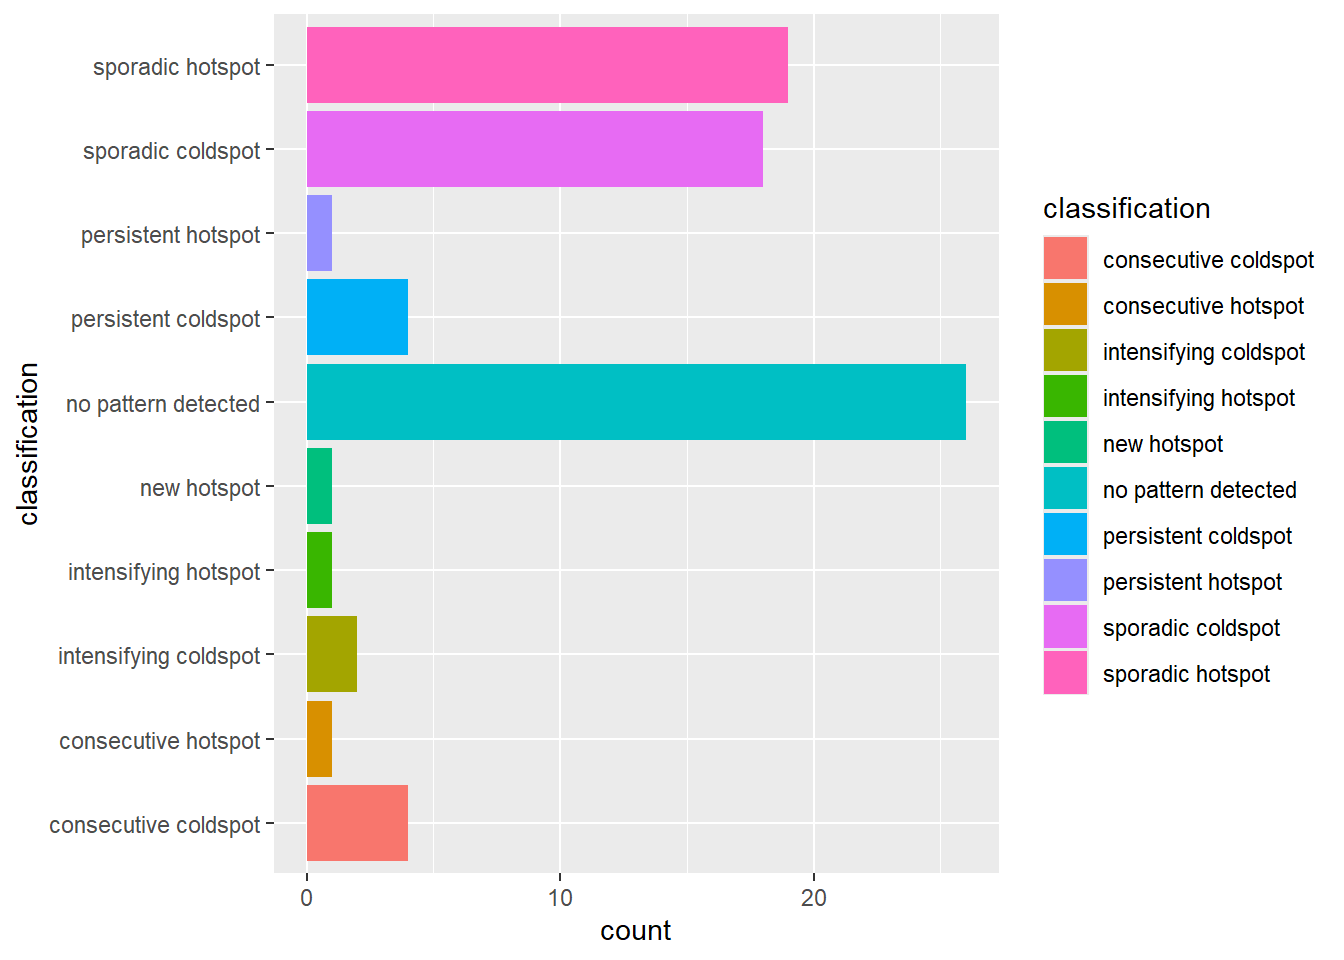 sporadic hotspot
sporadic coldspot
persistent hotspot
persistent coldspot
no pattern detected
new hotspot
intensifying hotspot
intensifying coldspot
consecutive hotspot
consecutive coldspot
classification
0 10 20
count
classification
consecutive coldspot
consecutive hotspot
intensifying coldspot
intensifying hotspot
new hotspot
no pattern detected
persistent coldspot
persistent hotspot
sporadic coldspot
sporadic hotspot